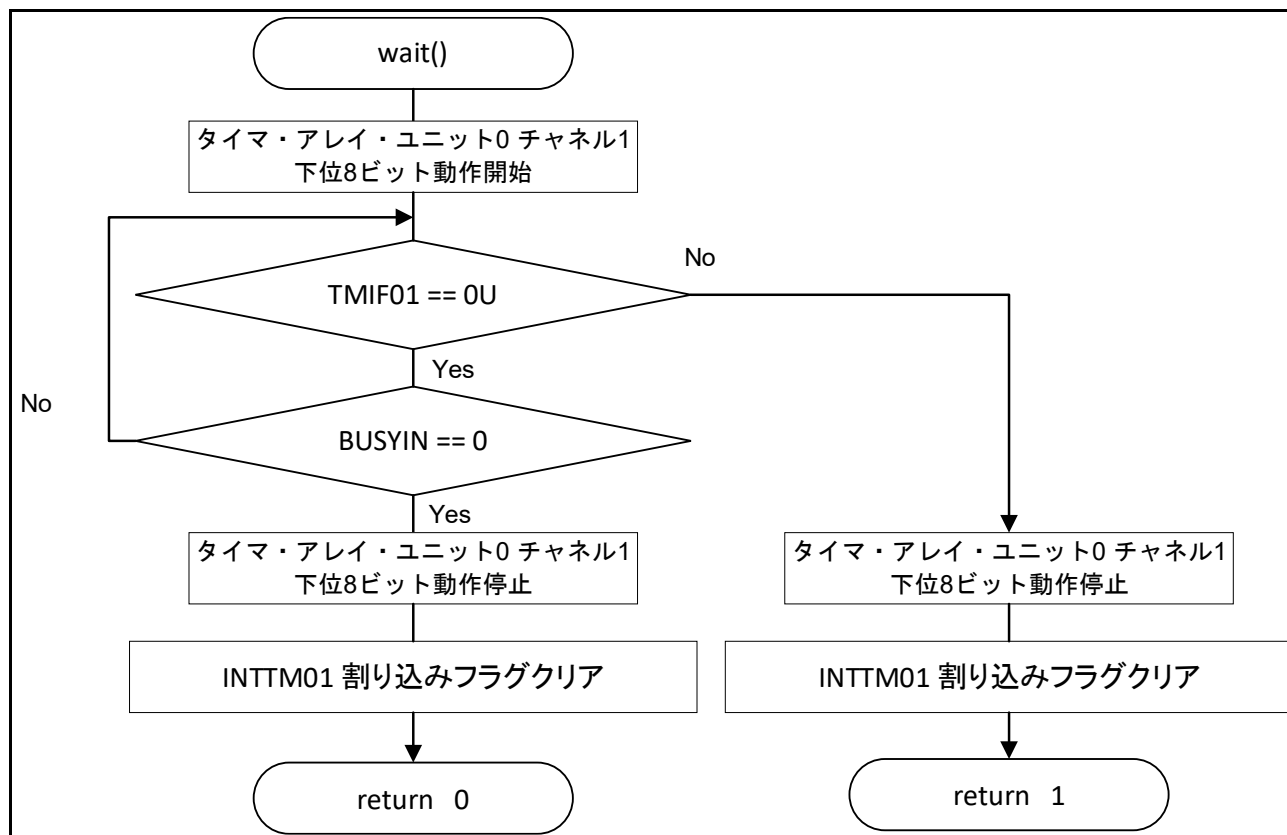 wait()
タイマ・アレイ・ユニット0 チャネル1
下位8ビット動作開始
No
TMIF01 == 0U
Yes
No
BUSYIN == 0
Yes
タイマ・アレイ・ユニット0 チャネル1
下位8ビット動作停止
タイマ・アレイ・ユニット0 チャネル1
下位8ビット動作停止
INTTM01 割り込みフラグクリア
INTTM01 割り込みフラグクリア
return 0
return 1